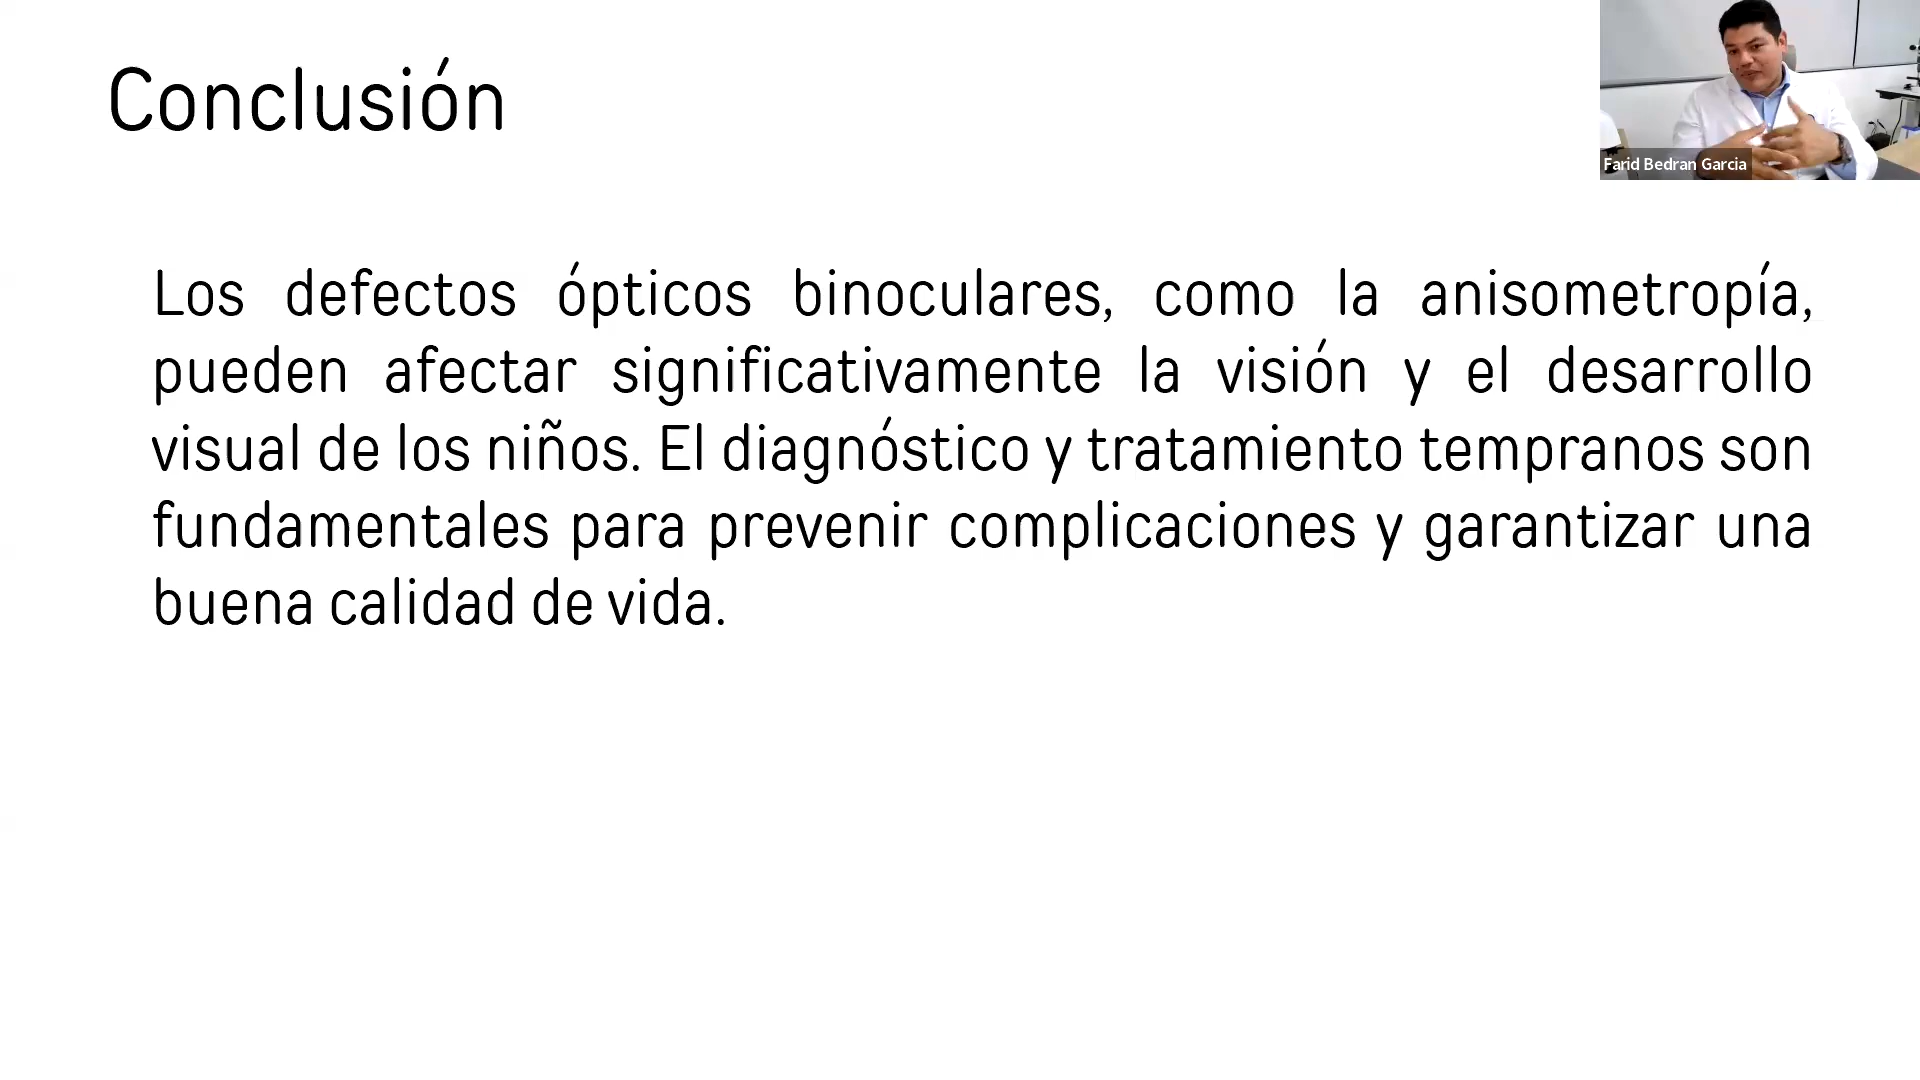 Conclusión
Farid Bedran Garcia
Los defectos ópticos binoculares, como la anisometropía,
pueden afectar significativamente la visión y el desarrollo
visual de los niños. El diagnóstico y tratamiento tempranos son
fundamentales para prevenir complicaciones y garantizar una
buena calidad de vida.